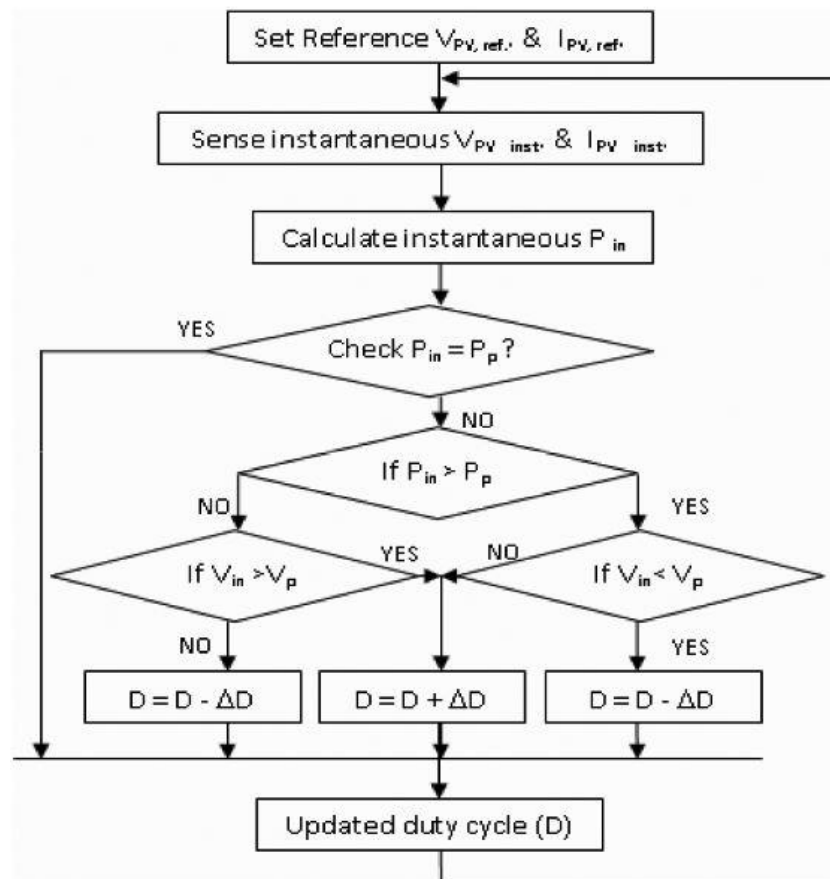 Set Reference V_PV, ref. & I_PV, ref.
Sense instantaneous V_PV inst. & I_PV inst.
Calculate instantaneous P_in
YES
Check P_in = P_p ?
NO
If P_in > P_p
NO
YES
If V_in >V_p
YES
NO
If V_in < V_p
NO
YES
D = D - ΔD
D = D + ΔD
D = D - ΔD
Updated duty cycle (D)